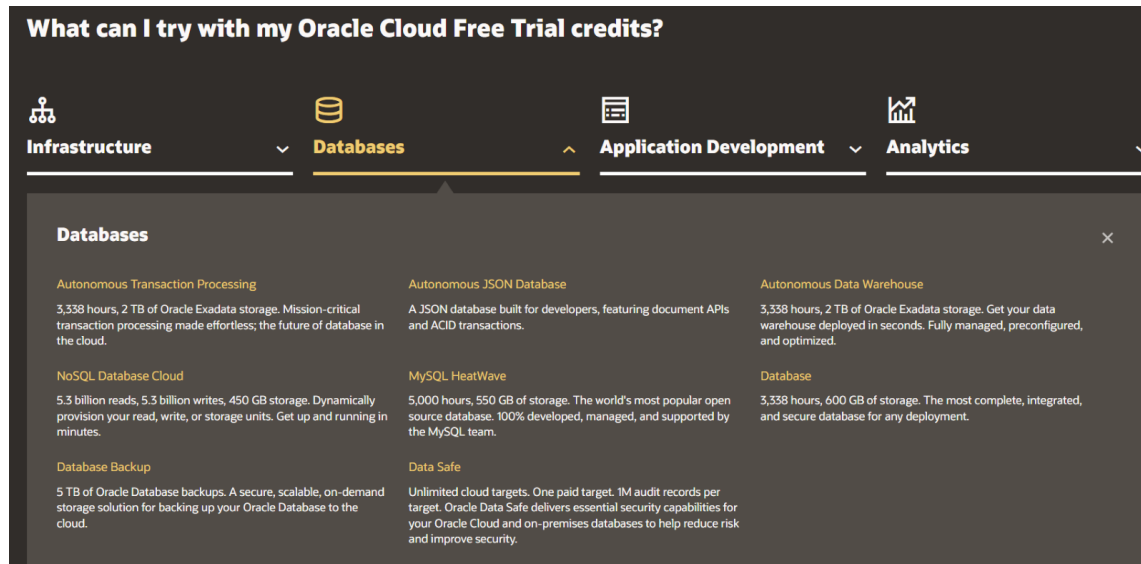 What can I try with my Oracle Cloud Free Trial credits?
Infrastructure
Databases
Application Development
Analytics
Databases
Autonomous Transaction Processing
3,338 hours, 2 TB of Oracle Exadata storage. Mission-critical
transaction processing made effortless; the future of database in
the cloud.
Autonomous JSON Database
A JSON database built for developers, featuring document APIs
and ACID transactions.
Autonomous Data Warehouse
3,338 hours, 2 TB of Oracle Exadata storage. Get your data
warehouse deployed in seconds. Fully managed, preconfigured,
and optimized.
NoSQL Database Cloud
5.3 billion reads, 5.3 billion writes, 450 GB storage. Dynamically
provision your read, write, or storage units. Get up and running in
minutes.
MySQL HeatWave
5,000 hours, 550 GB of storage. The world's most popular open
source database. 100% developed, managed, and supported by
the MySQL team.
Database
3,338 hours, 600 GB of storage. The most complete, integrated,
and secure database for any deployment.
Database Backup
5 TB of Oracle Database backups. A secure, scalable, on-demand
storage solution for backing up your Oracle Database to the
cloud.
Data Safe
Unlimited cloud targets. One paid target. 1M audit records per
target. Oracle Data Safe delivers essential security capabilities for
your Oracle Cloud and on-premises databases to help reduce risk
and improve security.